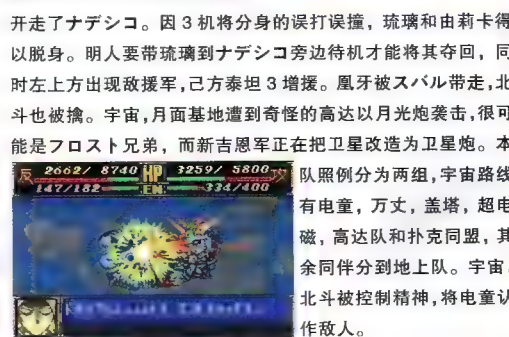 开走了ナデシコ。因3机将分身的误打误撞，琉璃和由莉卡得
以脱身。明人要带琉璃到ナデシコ旁边待机才能将其夺回，同
时左上方出现敌援军，己方泰坦3增援。凰牙被スバル带走，北
斗也被擒。宇宙，月面基地遭到奇怪的高达以月光炮袭击，很可
能是フロスト兄弟，而新吉恩军正在把卫星改造为卫星炮。本
队照例分为两组，宇宙路线
有电童，万丈，盖塔，超电
磁，高达队和扑克同盟，其
余同伴分到地上队。宇宙，
北斗被控制精神，将电童认
作敌人。
反 2662/ 8740 HP 3259/ 5800 攻
147/182 EN 334/400